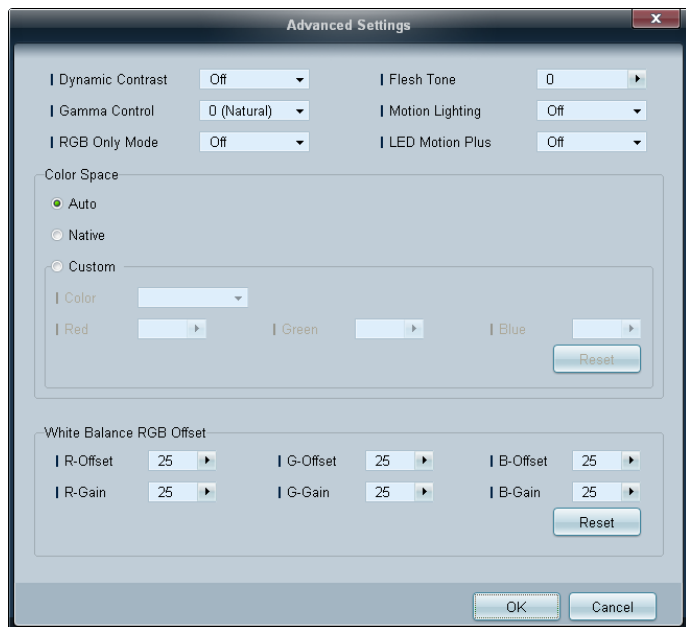 Advanced Settings
x
Dynamic Contrast Off Flesh Tone 0
Gamma Control 0 (Natural) Motion Lighting Off
RGB Only Mode Off LED Motion Plus Off
Color Space
Auto
Native
Custom
Color
Red Green Blue
Reset
White Balance RGB Offset
R-Offset 25 G-Offset 25 B-Offset 25
R-Gain 25 G-Gain 25 B-Gain 25
Reset
OK Cancel